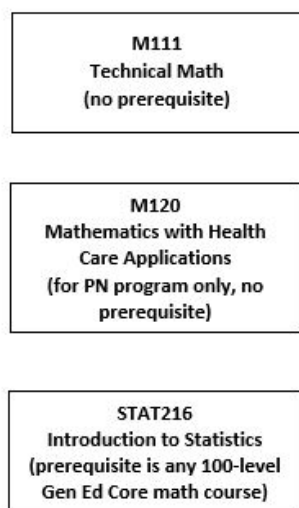 M111
Technical Math
(no prerequisite)
M120
Mathematics with Health
Care Applications
(for PN program only, no
prerequisite)
STAT216
Introduction to Statistics
(prerequisite is any 100-level
Gen Ed Core math course)